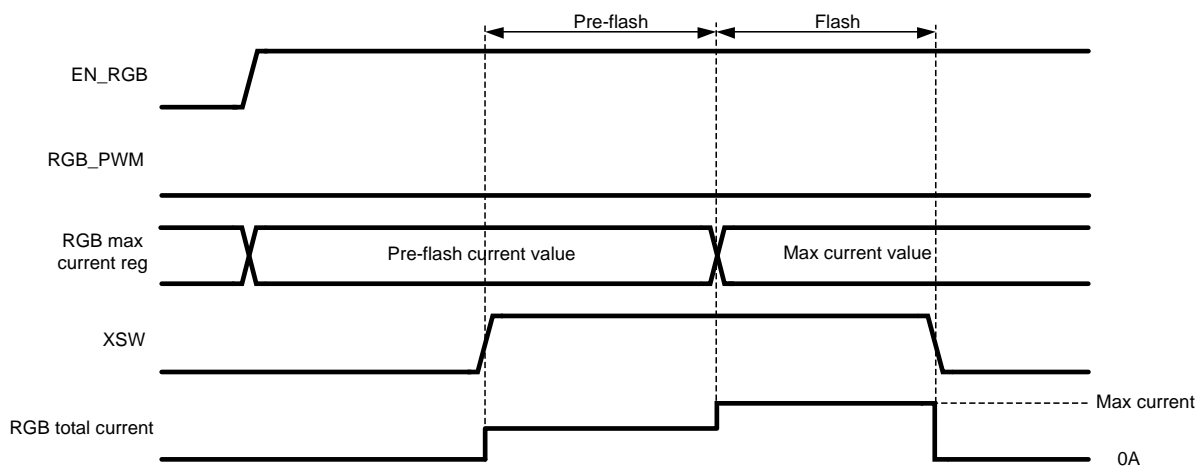 Pre-flash Flash
EN_RGB
RGB_PWM
RGB max
current reg
Pre-flash current value Max current value
XSW
Max current
RGB total current
0A